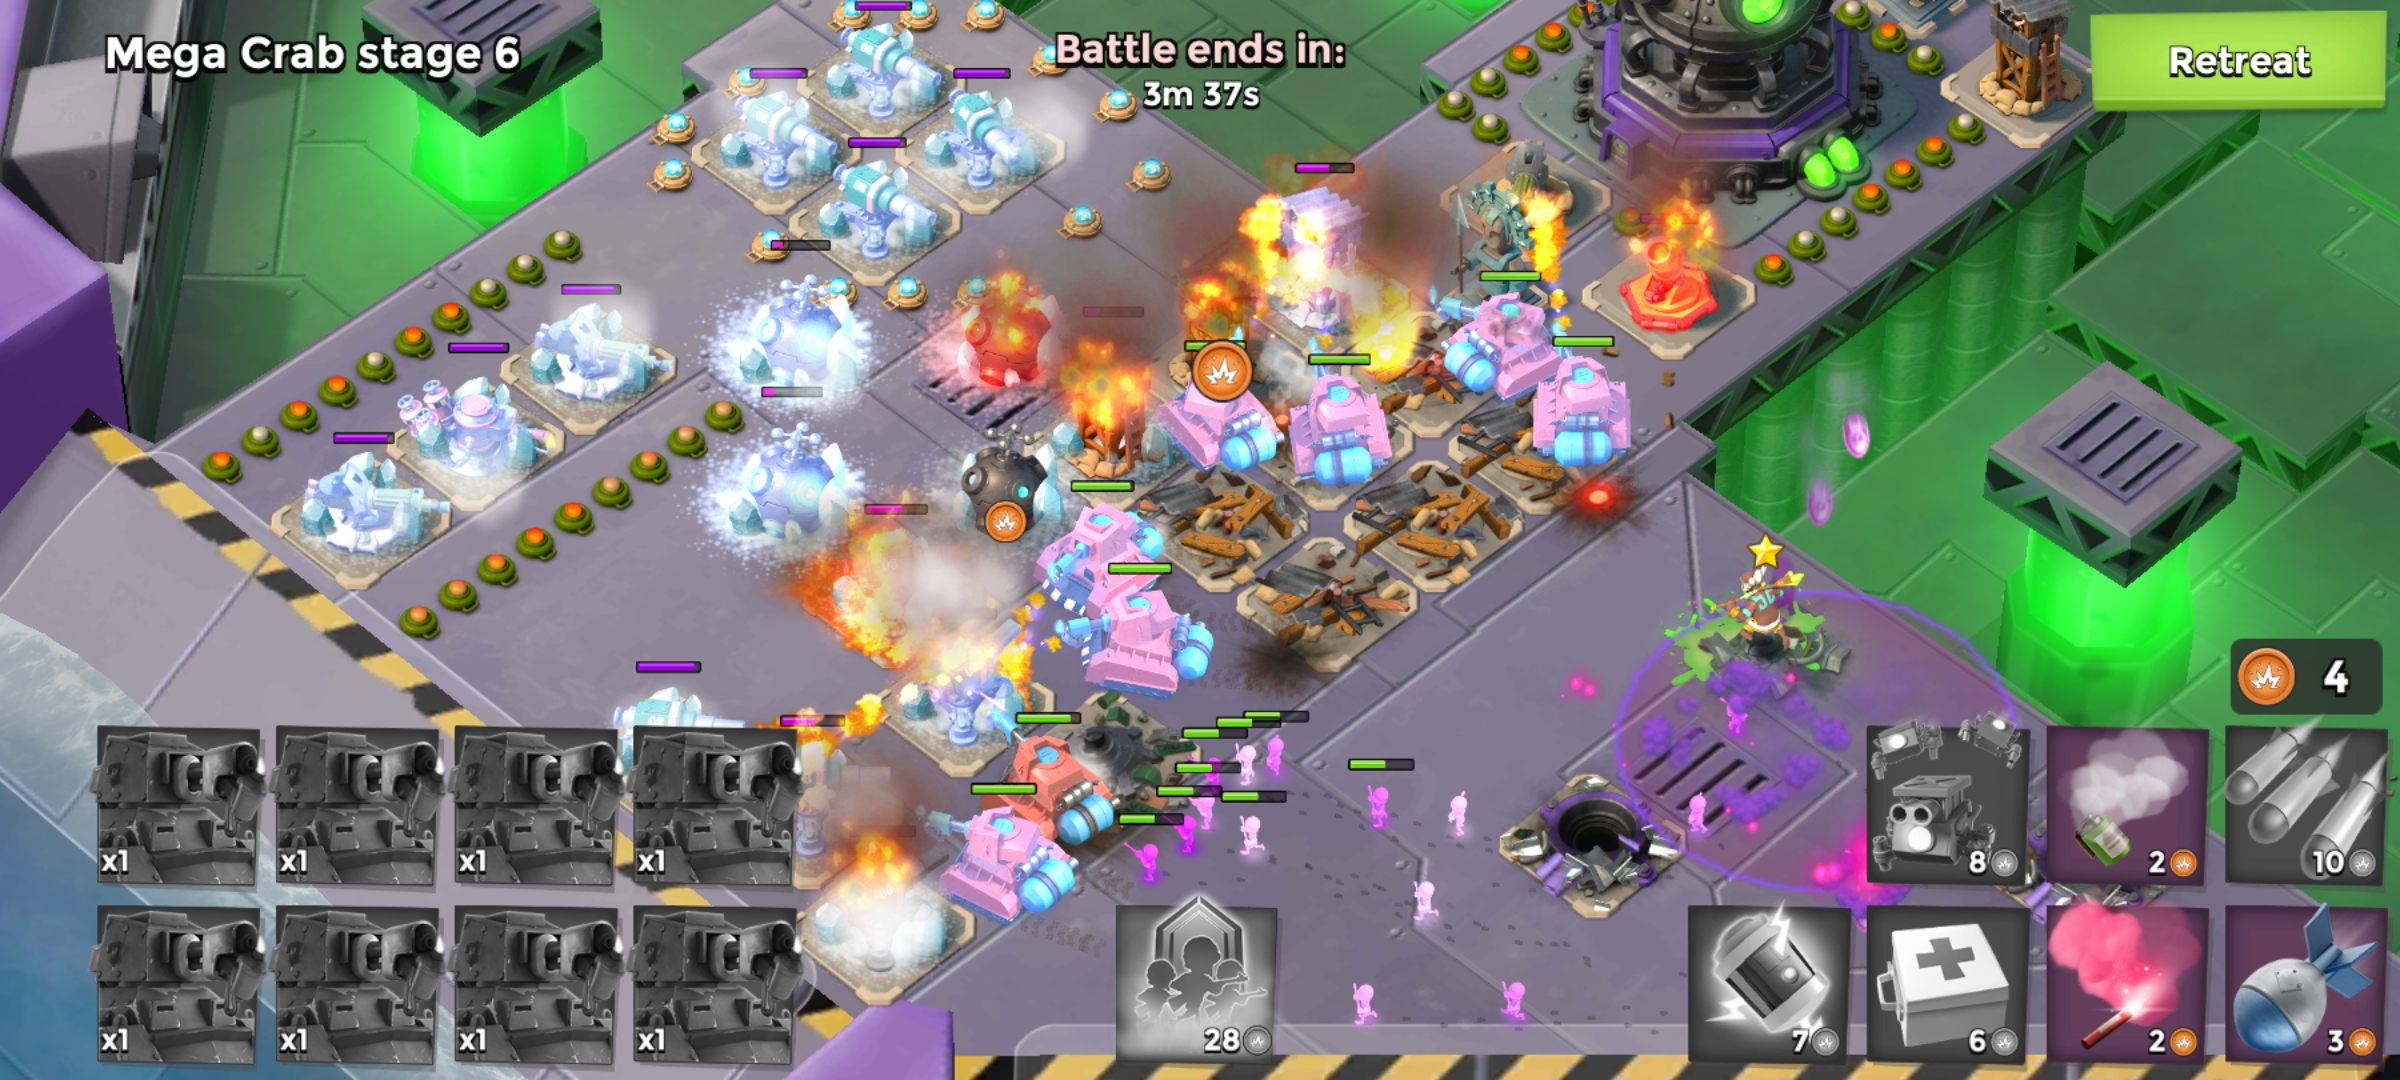 Mega Crab stage 6
Battle ends in:
3m 37s
Retreat
4
x1
x1
x1
x1
8
2
10
x1
x1
x1
x1
28
7
6
2
3